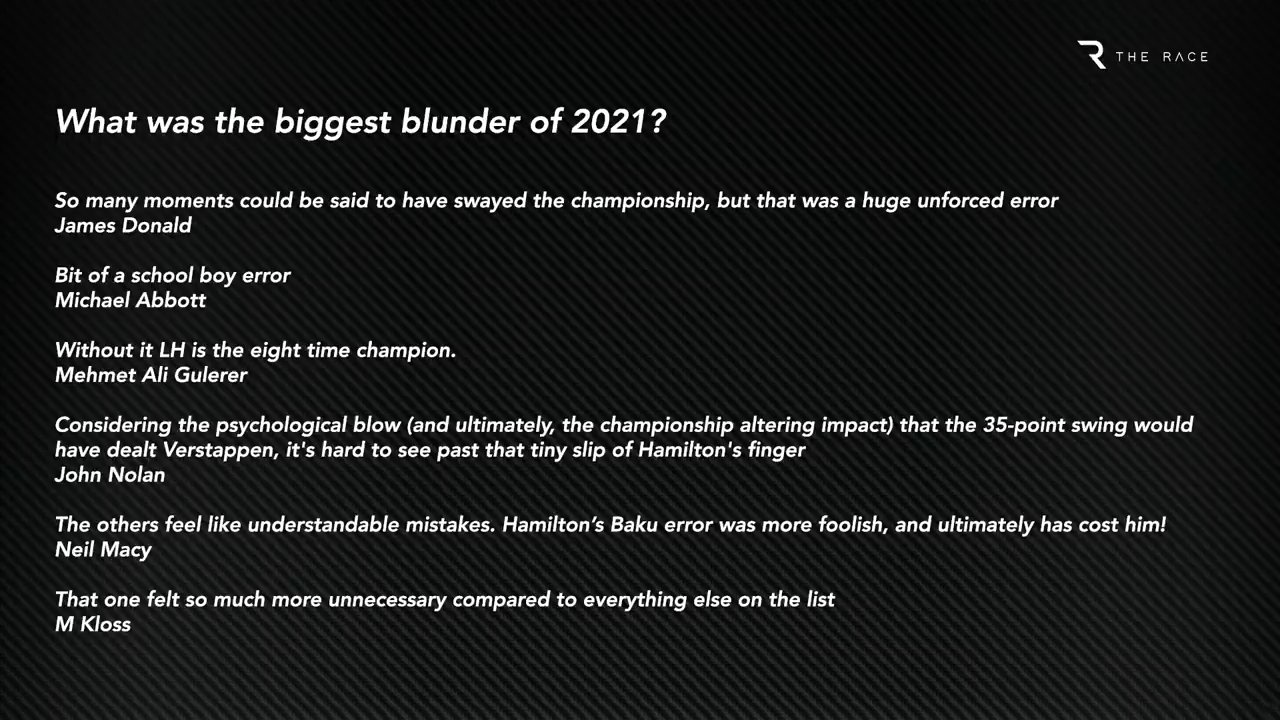 THE RACE
What was the biggest blunder of 2021?
So many moments could be said to have swayed the championship, but that was a huge unforced error
James Donald
Bit of a school boy error
Michael Abbott
Without it LH is the eight time champion.
Mehmet Ali Gulerer
Considering the psychological blow (and ultimately, the championship altering impact) that the 35-point swing would
have dealt Verstappen, it's hard to see past that tiny slip of Hamilton's finger
John Nolan
The others feel like understandable mistakes. Hamilton’s Baku error was more foolish, and ultimately has cost him!
Neil Macy
That one felt so much more unnecessary compared to everything else on the list
M Kloss